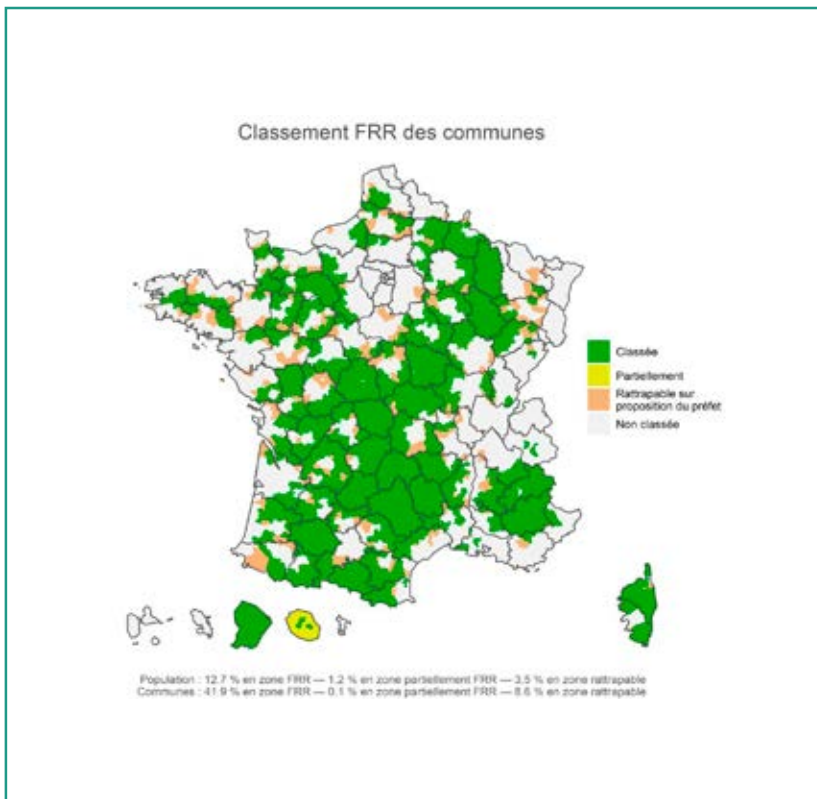 Classement FRR des communes
Classée
Partiellement
Rattrapable sur
proposition du préfet
Non classée
Population : 12.7 % en zone FRR — 1.2 % en zone partiellement FRR — 3.5 % en zone rattrapable
Communes : 41.9 % en zone FRR — 0.1 % en zone partiellement FRR — 8.6 % en zone rattrapable